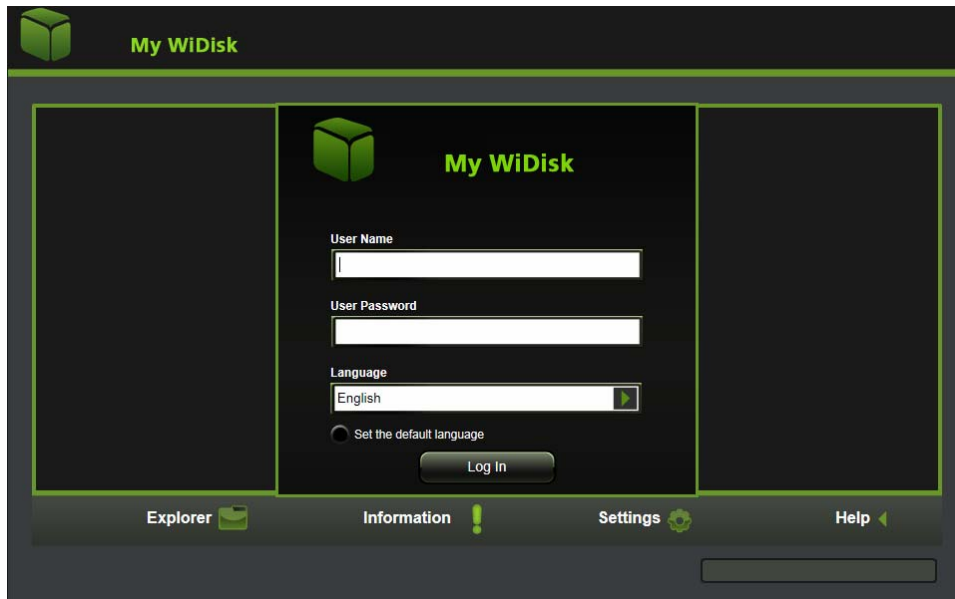 My WiDisk
My WiDisk
User Name
User Password
Language
English
Set the default language
Log In
Explorer Information Settings Help